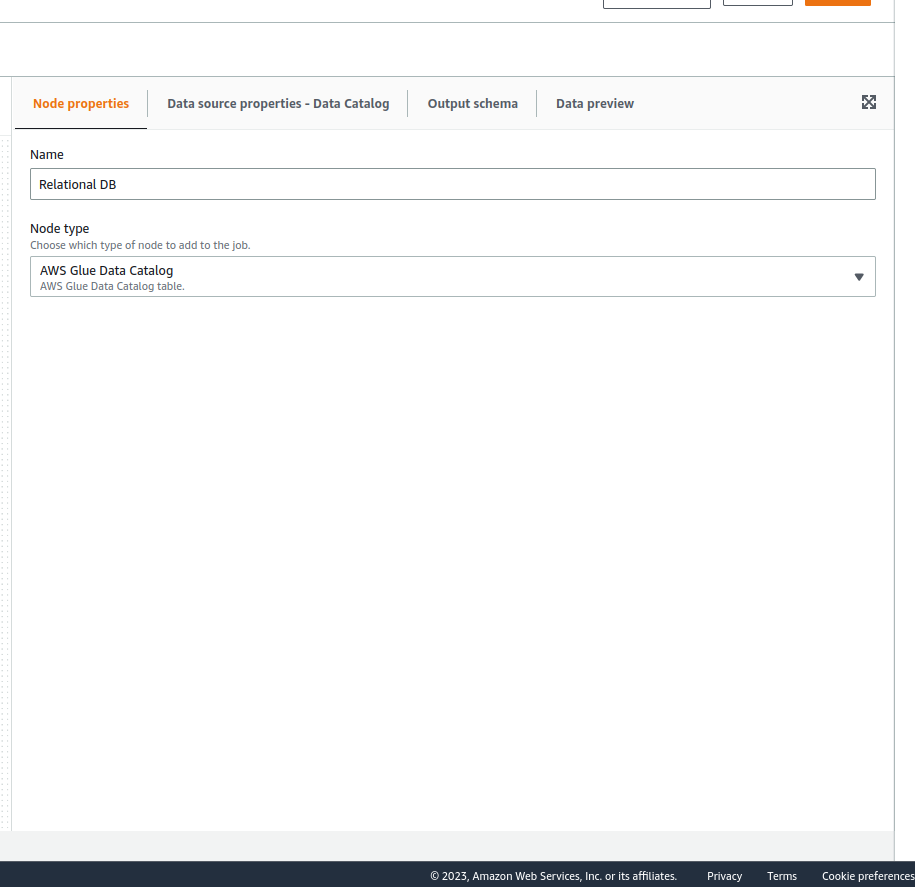 Node properties
Data source properties - Data Catalog
Output schema
Data preview
Name
Relational DB
Node type
Choose which type of node to add to the job.
AWS Glue Data Catalog
AWS Glue Data Catalog table.
© 2023, Amazon Web Services, Inc. or its affiliates.
Privacy
Terms
Cookie preferences